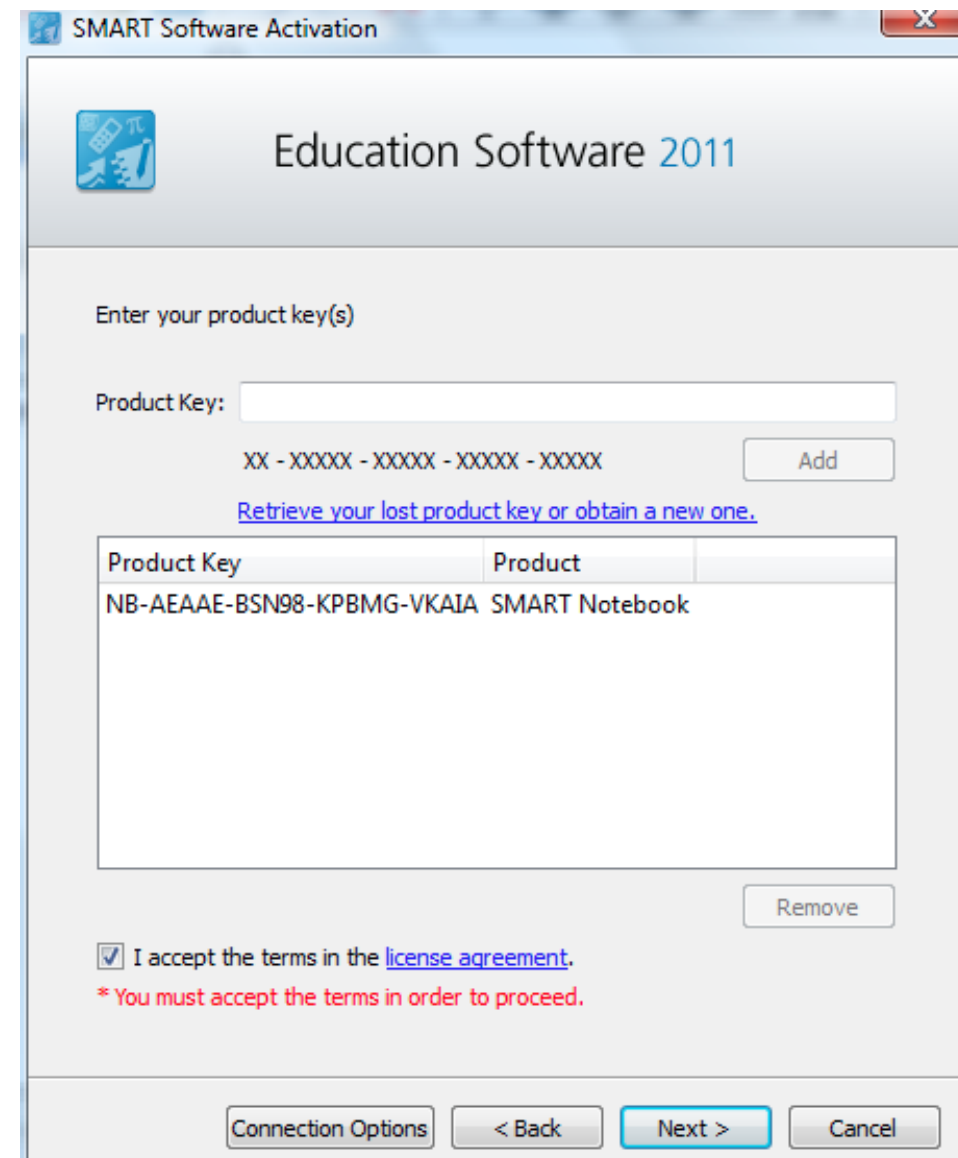 SMART Software Activation
Education Software 2011
Enter your product key(s)
Product Key:
XX - XXXXX - XXXXX - XXXXX - XXXXX
Add
Retrieve your lost product key or obtain a new one.
Product Key Product
NB-AEAAE-BSN98-KPBMG-VKAIA SMART Notebook
Remove
I accept the terms in the license agreement.
* You must accept the terms in order to proceed.
Connection Options < Back Next > Cancel